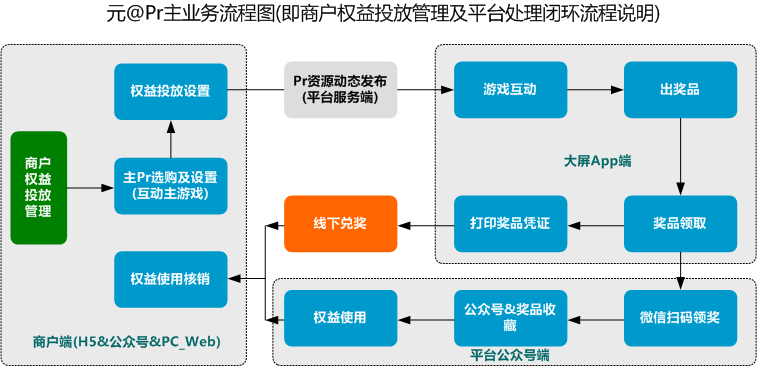 元@Pr主业务流程图(即商户权益投放管理及平台处理闭环流程说明)
权益投放设置
Pr资源动态发布
(平台服务端)
游戏互动
出奖品
商户
权益
投放
管理
主Pr选购及设置
(互动主游戏)
大屏App端
线下兑奖
打印奖品凭证
奖品领取
权益使用核销
权益使用
公众号&奖品收
藏
微信扫码领奖
商户端(H5&公众号&PC_Web)
平台公众号端